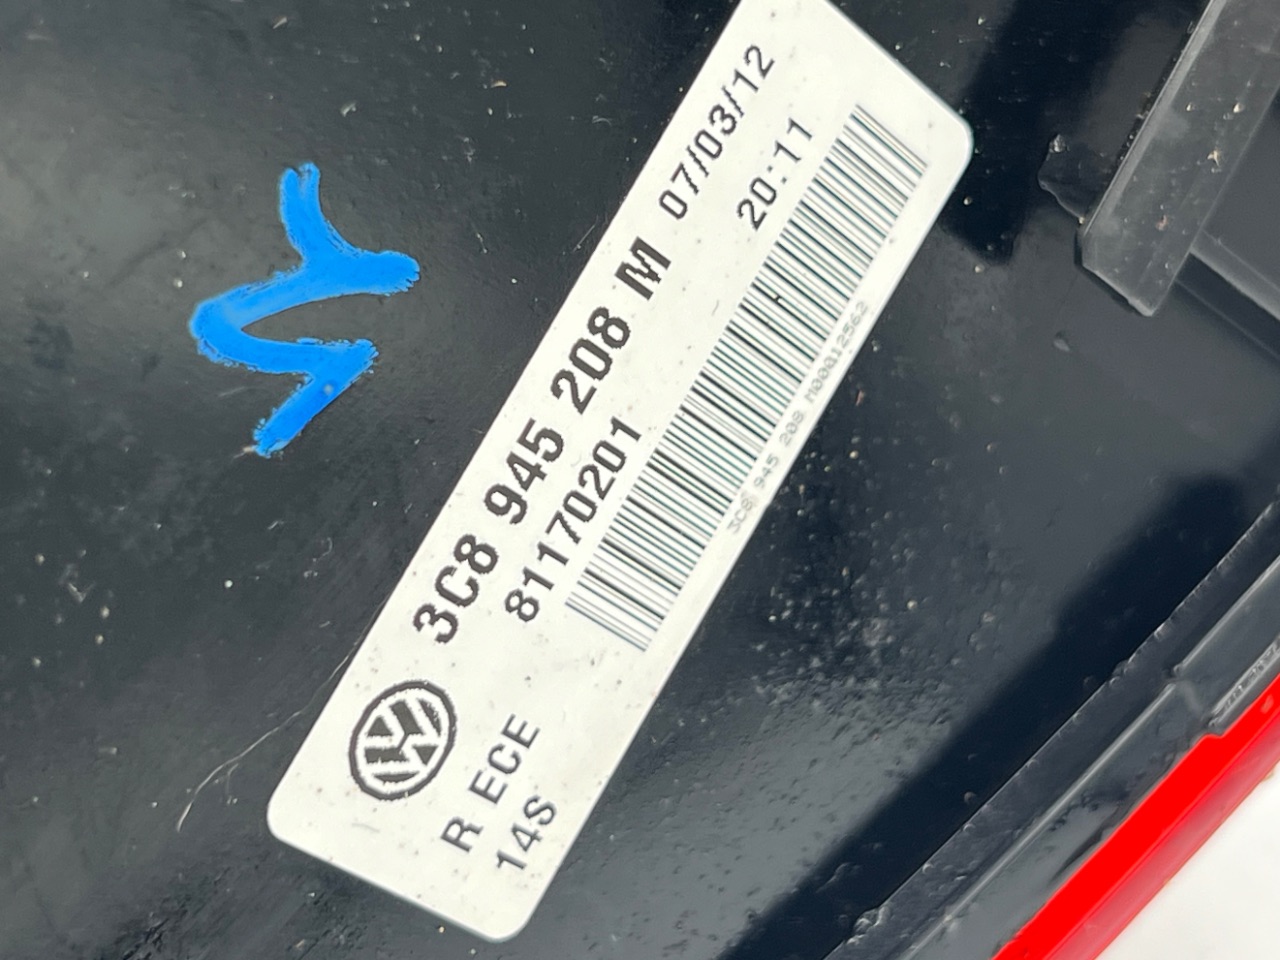 3C8 945 208 M 07/03/12
81170201 20:11
R ECE
14S
3C8 945 208 M00012562